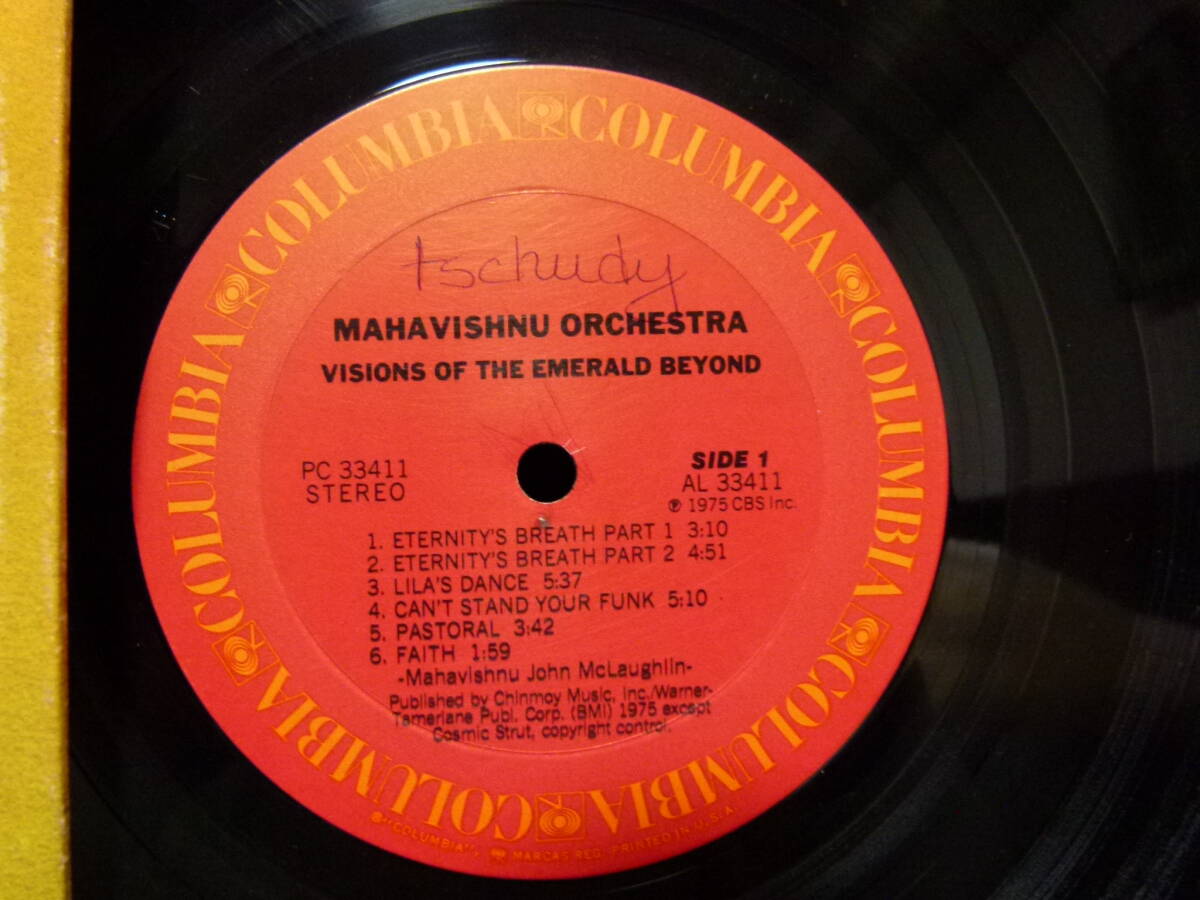 COLUMBIA COLUMBIA COLUMBIA COLUMBIA COLUMBIA COLUMBIA COLUMBIA
tschudy
MAHAVISHNU ORCHESTRA
VISIONS OF THE EMERALD BEYOND
PC 33411
STEREO
SIDE 1
AL 33411
℗ 1975 CBS Inc.
1. ETERNITY'S BREATH PART 1 3:10
2. ETERNITY'S BREATH PART 2 4:51
3. LILA'S DANCE 5:37
4. CAN'T STAND YOUR FUNK 5:10
5. PASTORAL 3:42
6. FAITH 1:59
-Mahavishnu John McLaughlin-
Published by Chinmoy Music, Inc./Warner-
Tamerlane Publ. Corp. (BMI) 1975 except
Cosmic Strut, copyright control.
®"COLUMBIA", MARCAS REG. PRINTED IN U.S.A.